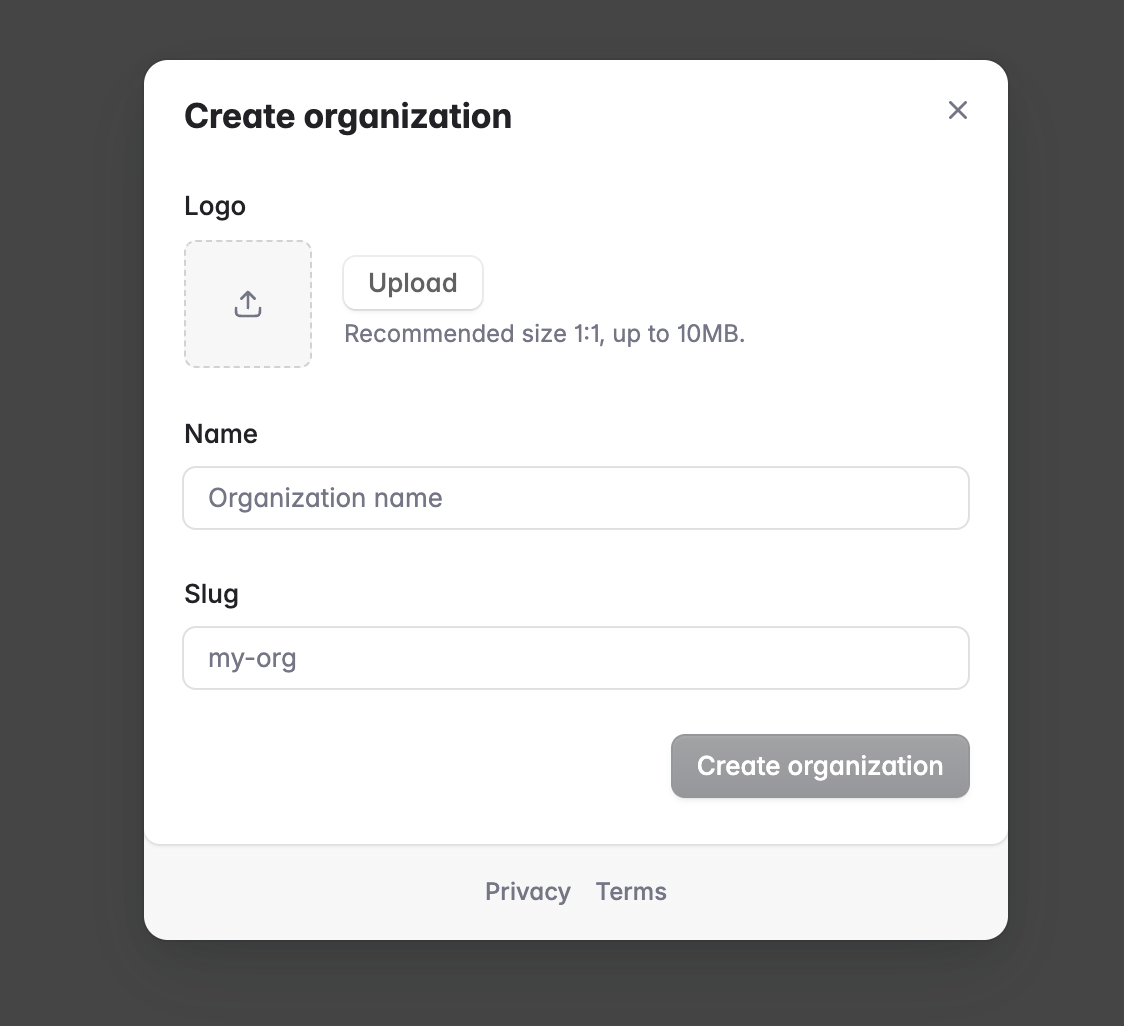 Create organization
Logo
Upload
Recommended size 1:1, up to 10MB.
Name
Organization name
Slug
my-org
Create organization
Privacy Terms